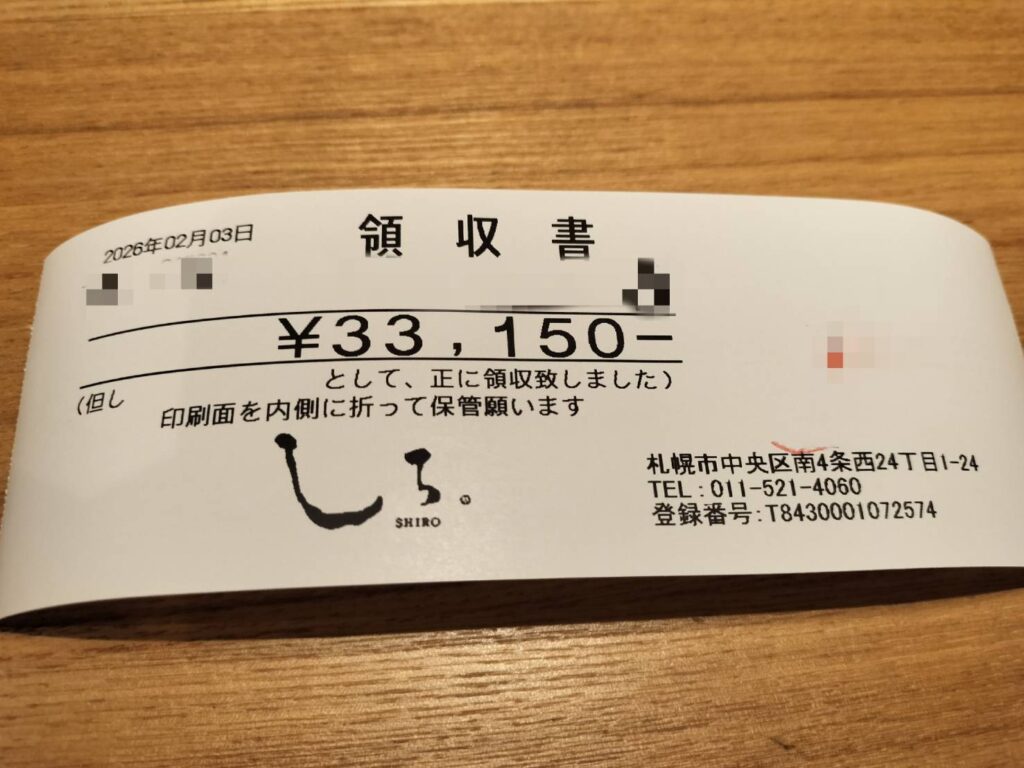 領収書
2026年02月03日
¥33,150−
(但し
として、正に領収致しました)
印刷面を内側に折って保管願います
しろ。
SHIRO
札幌市中央区南4条西24丁目1-24
TEL:011-521-4060
登録番号:T8430001072574